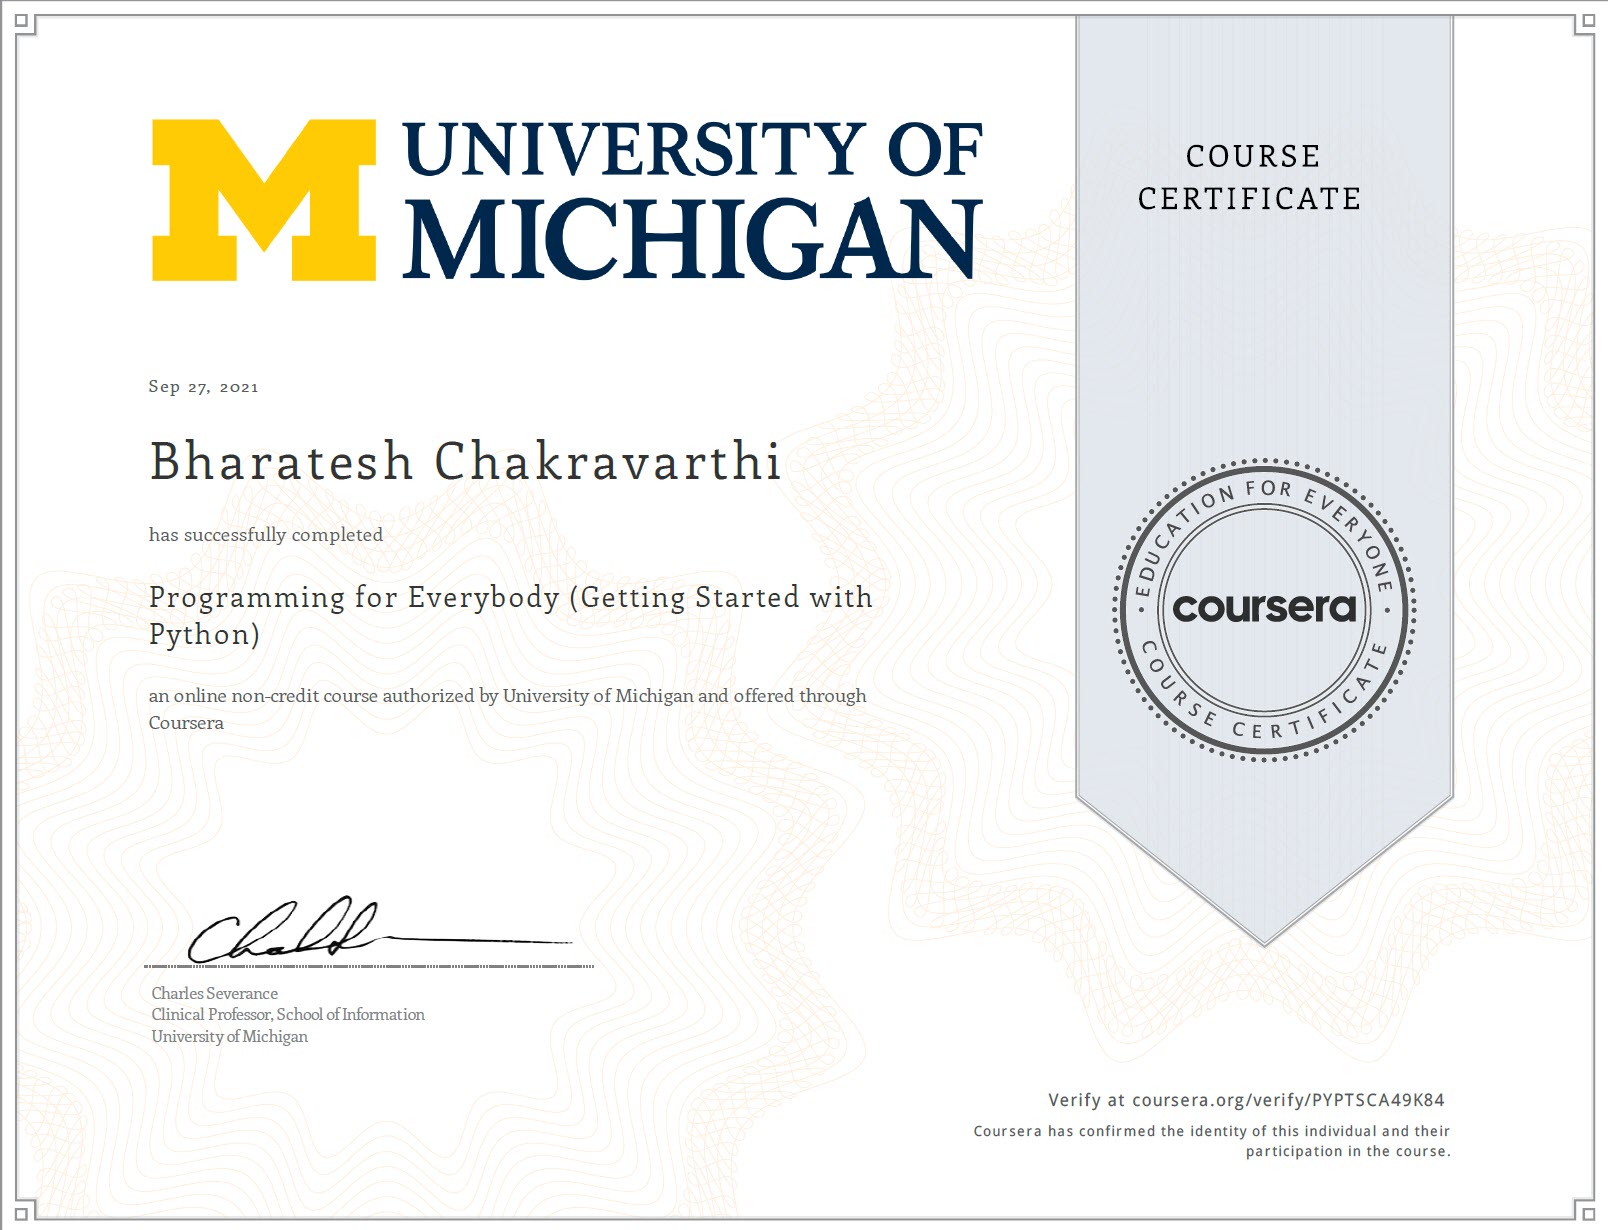 UNIVERSITY OF
MICHIGAN
COURSE
CERTIFICATE
Sep 27, 2021
Bharatesh Chakravarthi
has successfully completed
Programming for Everybody (Getting Started with
Python)
an online non-credit course authorized by University of Michigan and offered through
Coursera
EDUCATION FOR EVERYONE
coursera
COURSE CERTIFICATE
Charles Severance
Clinical Professor, School of Information
University of Michigan
Verify at coursera.org/verify/PYPTSCA49K84
Coursera has confirmed the identity of this individual and their
participation in the course.